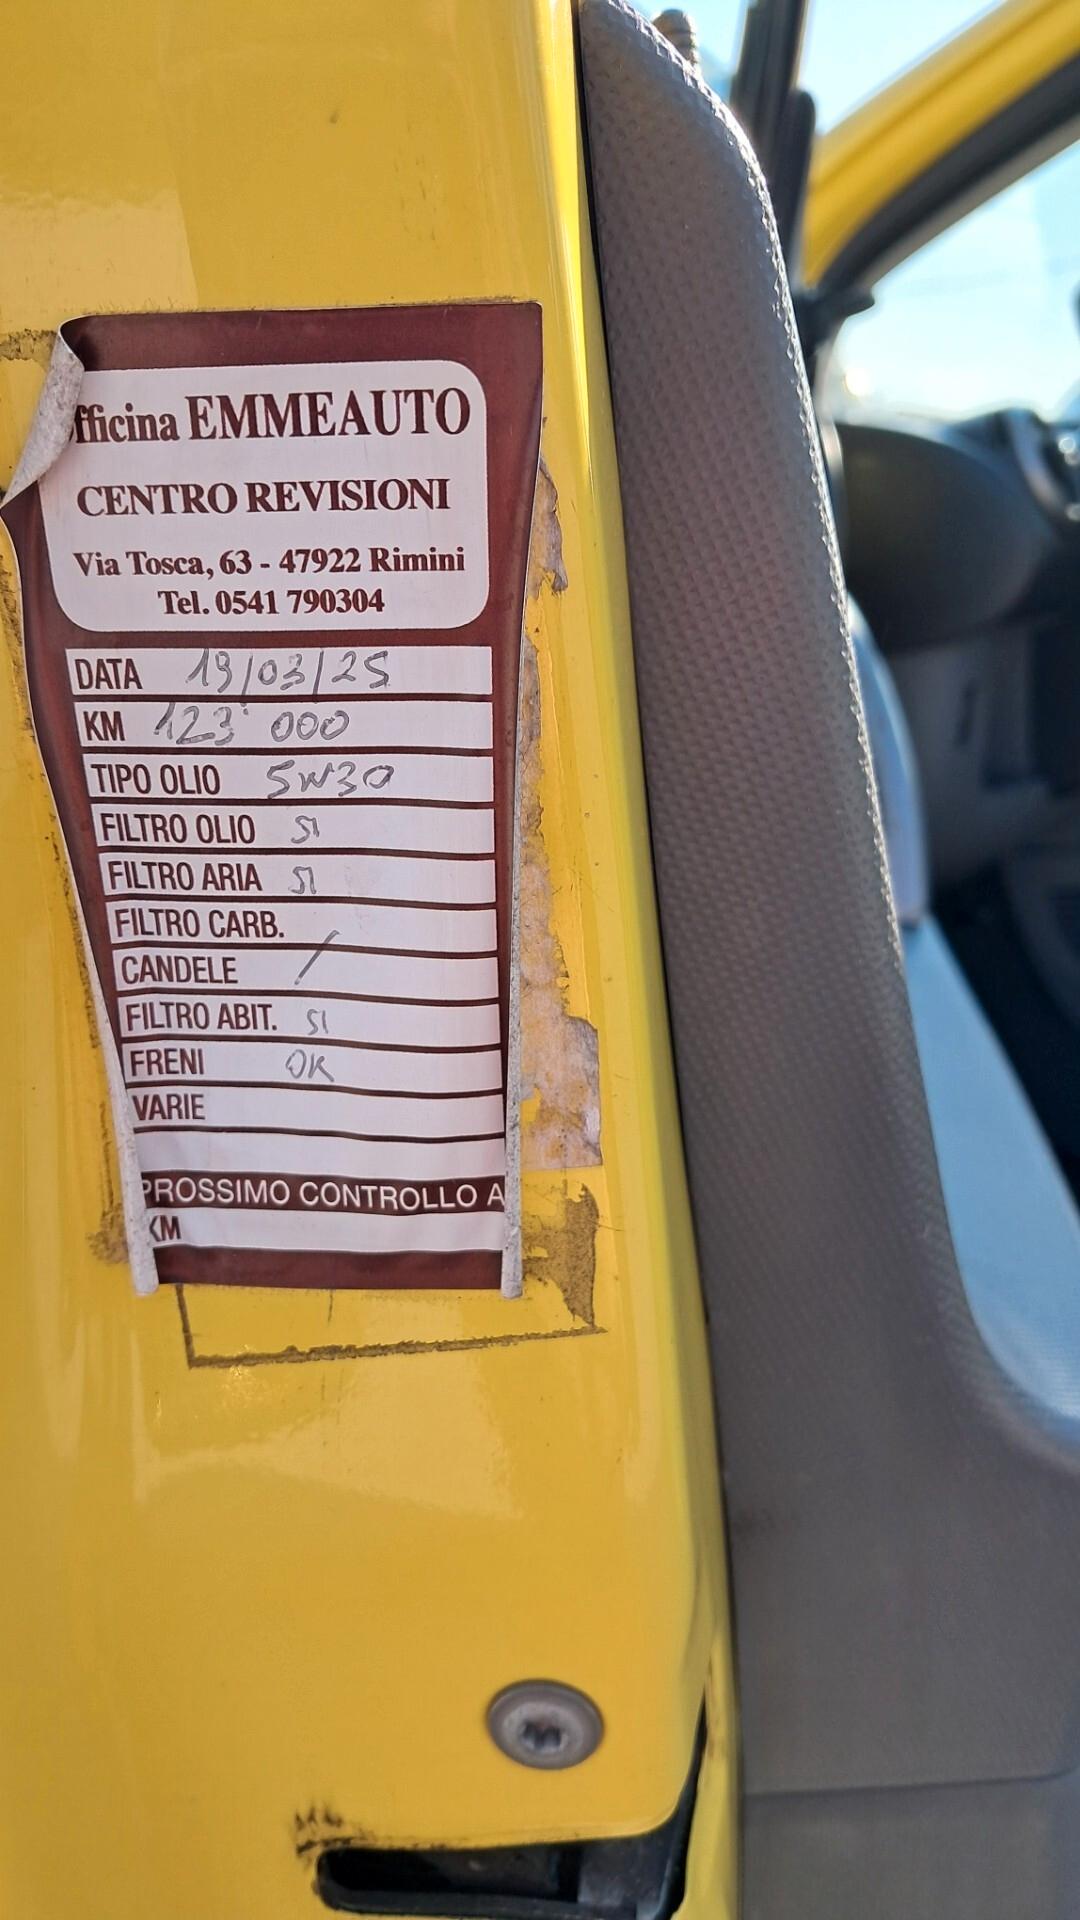 fficina EMMEAUTO
CENTRO REVISIONI
Via Tosca, 63 - 47922 Rimini
Tel. 0541 790304
DATA 19/03/25
KM 123'000
TIPO OLIO 5W30
FILTRO OLIO SI
FILTRO ARIA SI
FILTRO CARB.
CANDELE /
FILTRO ABIT. SI
FRENI OK
VARIE
PROSSIMO CONTROLLO A
KM